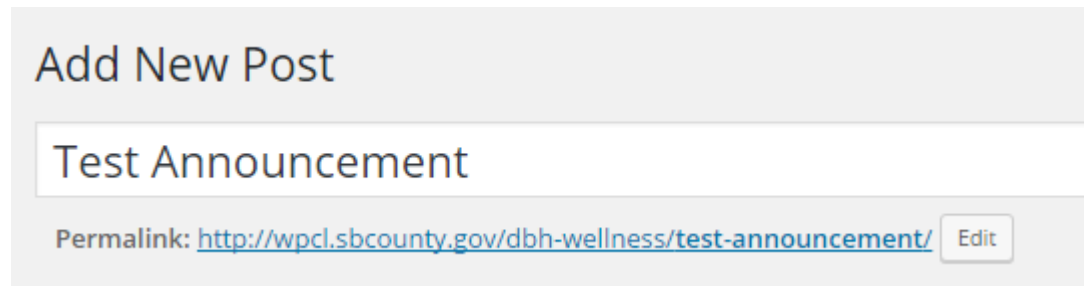 Add New Post
Test Announcement
Permalink: http://wpcl.sbcounty.gov/dbh-wellness/test-announcement/ Edit